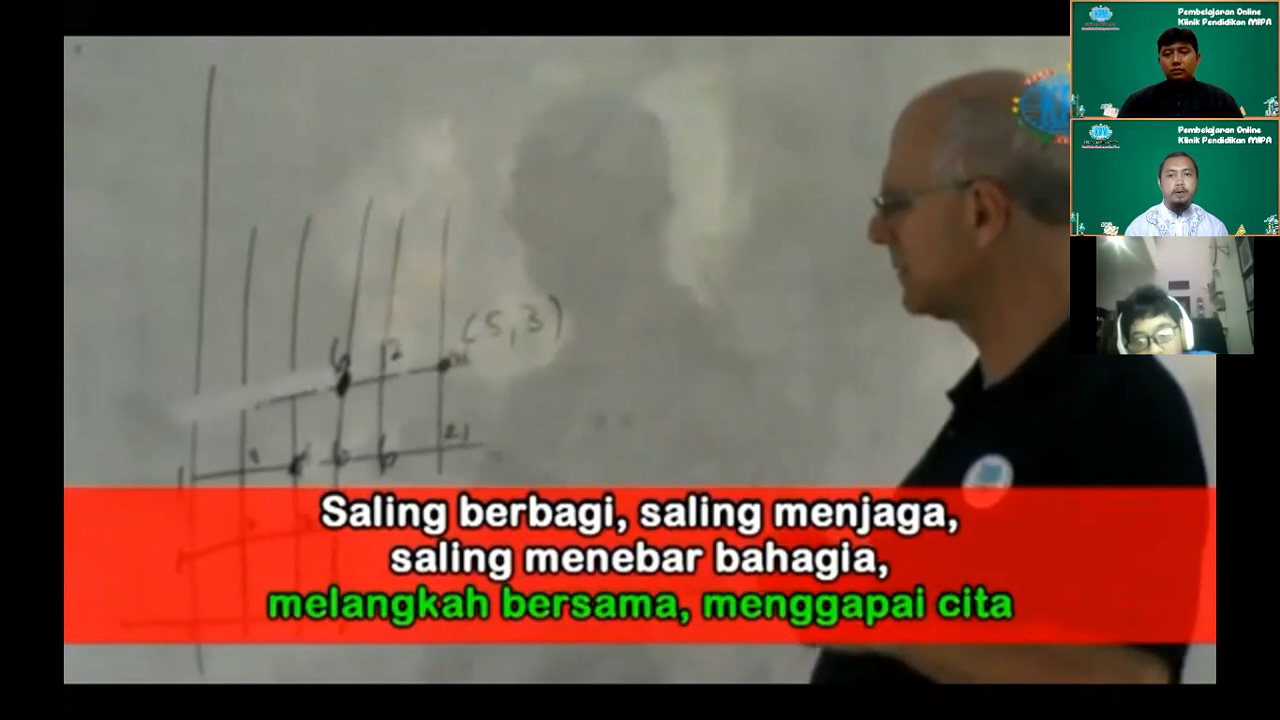 Pembelajaran Online
Klinik Pendidikan MIPA
Pembelajaran Online
Klinik Pendidikan MIPA
(5,3)
21
Saling berbagi, saling menjaga,
saling menebar bahagia,
melangkah bersama, menggapai cita